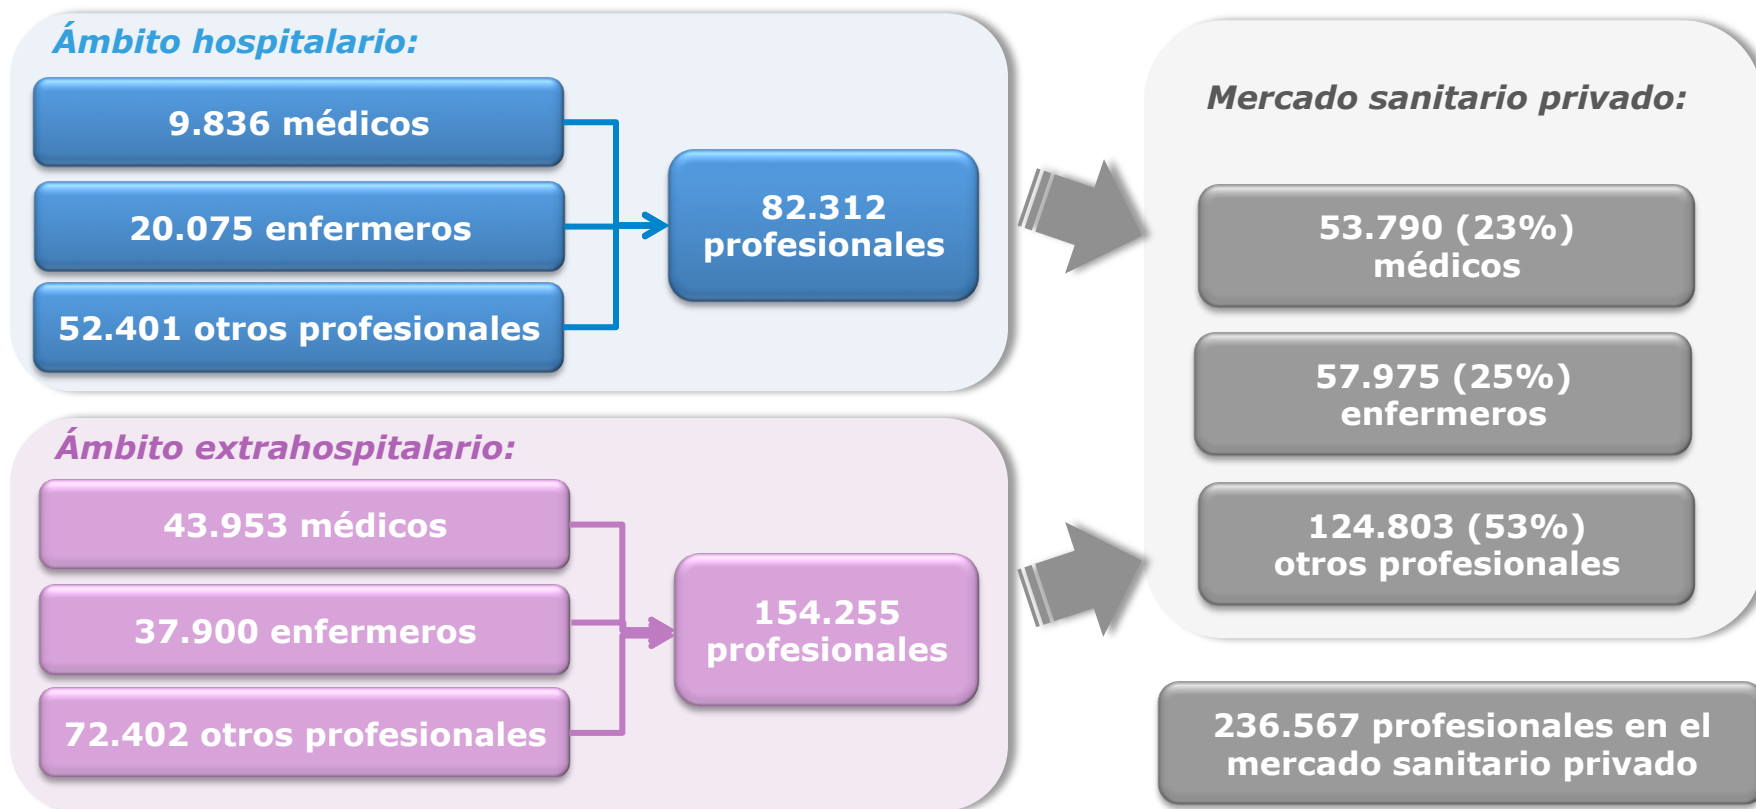 Ámbito hospitalario:
9.836 médicos
20.075 enfermeros
52.401 otros profesionales
82.312
profesionales
Ámbito extrahospitalario:
43.953 médicos
37.900 enfermeros
72.402 otros profesionales
154.255
profesionales
Mercado sanitario privado:
53.790 (23%)
médicos
57.975 (25%)
enfermeros
124.803 (53%)
otros profesionales
236.567 profesionales en el
mercado sanitario privado